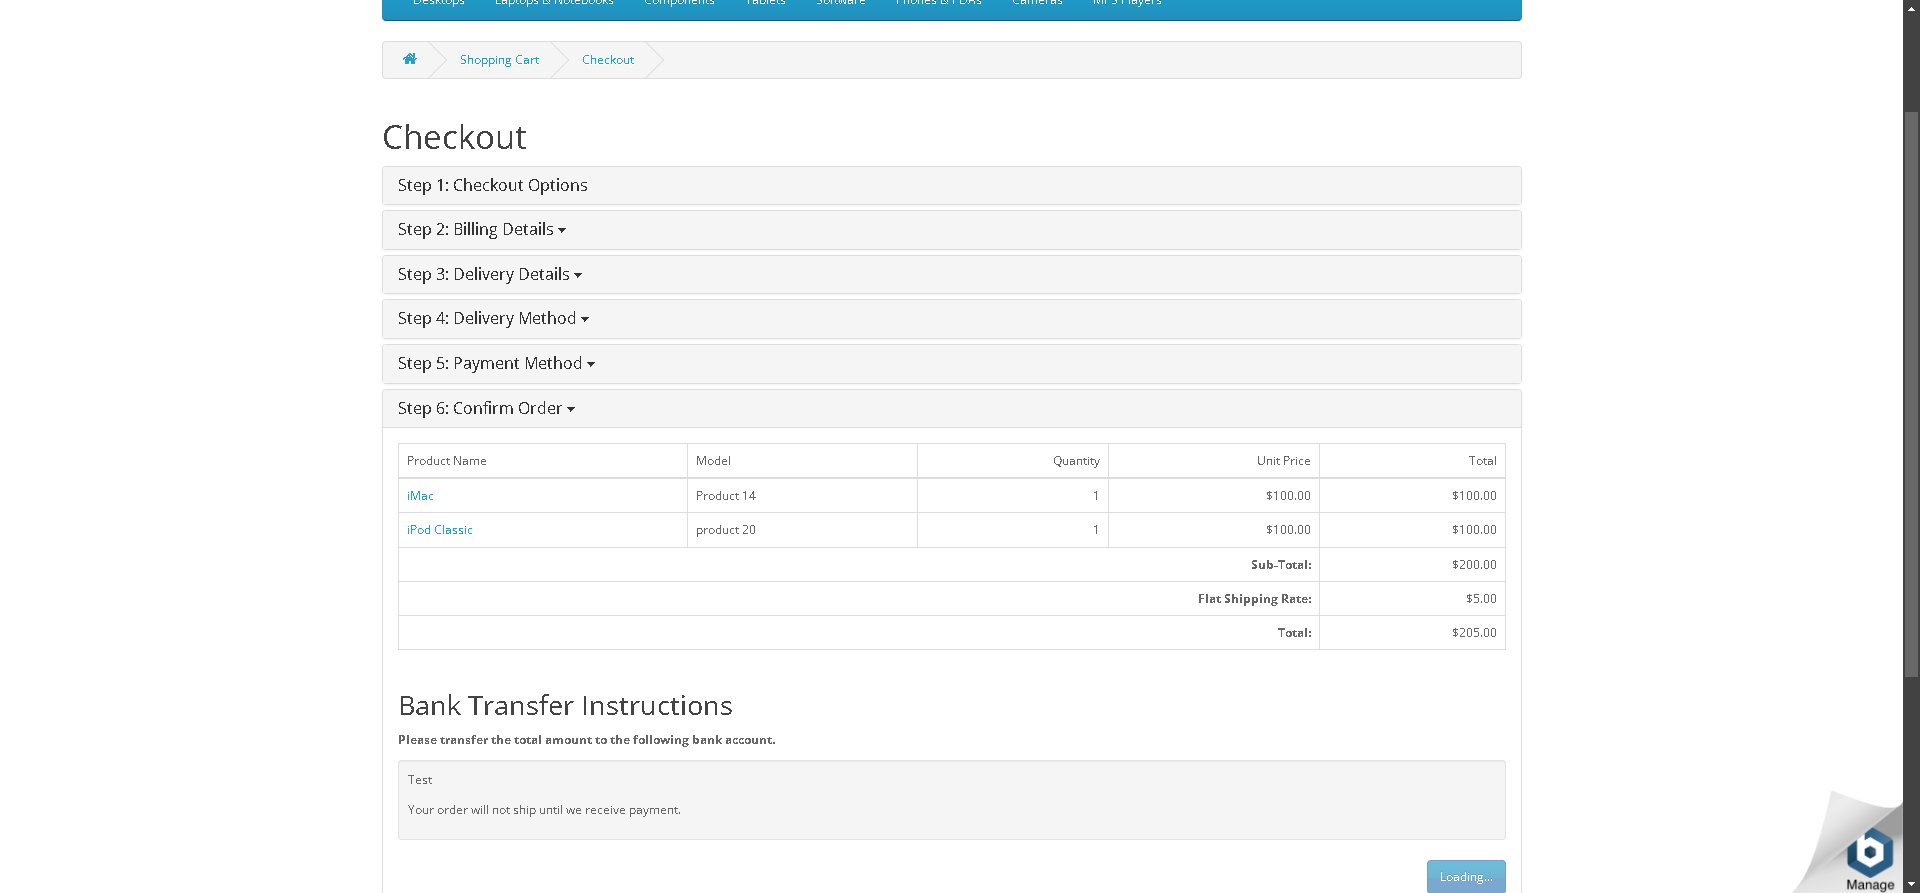 Desktops Laptops & Notebooks Components Tablets Software Phones & PDAs Cameras MP3 Players
Shopping Cart Checkout
Checkout
Step 1: Checkout Options
Step 2: Billing Details
Step 3: Delivery Details
Step 4: Delivery Method
Step 5: Payment Method
Step 6: Confirm Order
Product Name Model Quantity Unit Price Total
iMac Product 14 1 $100.00 $100.00
iPod Classic product 20 1 $100.00 $100.00
Sub-Total: $200.00
Flat Shipping Rate: $5.00
Total: $205.00
Bank Transfer Instructions
Please transfer the total amount to the following bank account.
Test
Your order will not ship until we receive payment.
Loading...
Manage